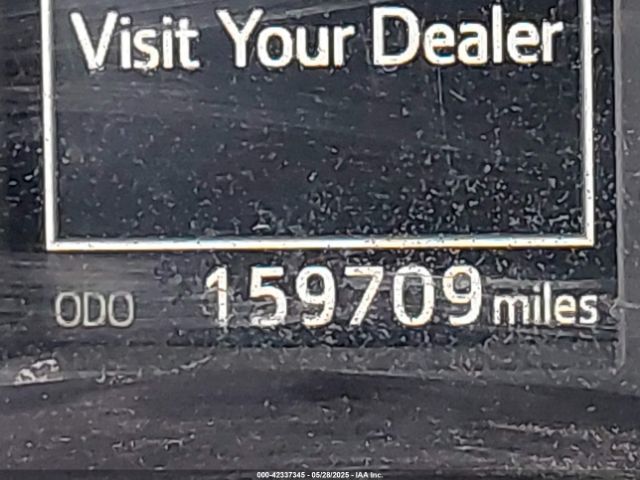 Visit Your Dealer
ODO 159709 miles
000-42337345 - 05/28/2025 - IAA Inc.